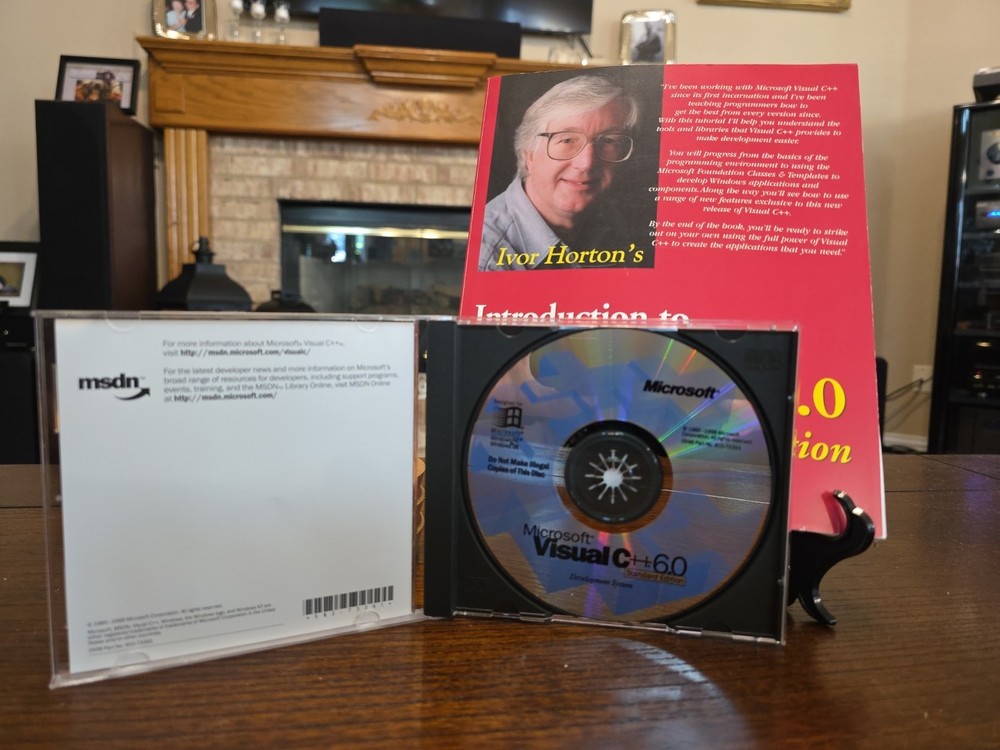 "I've been working with Microsoft Visual C++
since its first incarnation and I've been
teaching programmers how to
get the best from every version since.
With this tutorial I'll help you understand the
tools and libraries that Visual C++ provides to
make development easier.
You will progress from the basics of the
programming environment to using the
Microsoft Foundation Classes & Templates to
develop Windows applications and
components. Along the way you'll see how to use
a range of new features exclusive to this new
release of Visual C++.
By the end of the book, you'll be ready to strike
out on your own using the full power of Visual
C++ to create the applications that you need."
Ivor Horton's
Introduction to
.0
tion
For more information about Microsoft® Visual C++®,
visit http://msdn.microsoft.com/visualc/
For the latest developer news and more information on Microsoft's
broad range of resources for developers, including support programs,
events, training, and the MSDN™ Library Online, visit MSDN Online
at http://msdn.microsoft.com/
msdn™
Microsoft®
Designed for
Do Not Make Illegal
Copies of This Disc
Microsoft®
Visual C++ 6.0
Standard Edition
Development System